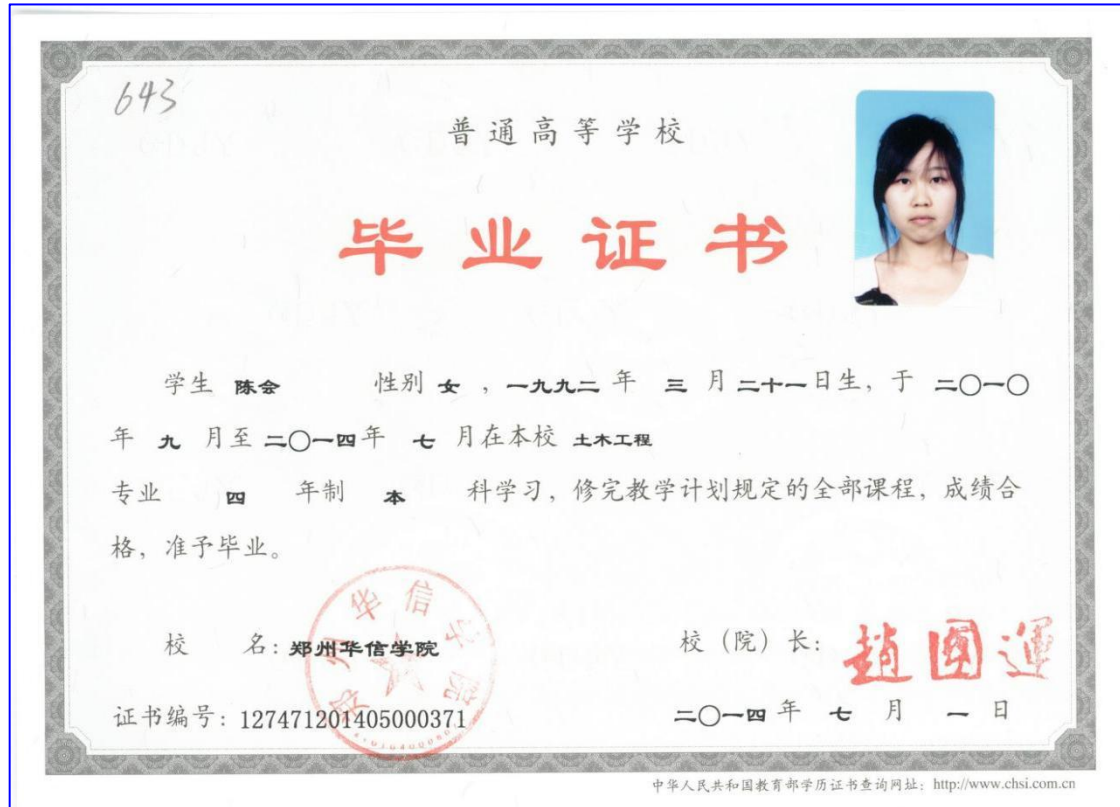 643
普通高等学校
毕业证书
学生 陈会 性别 女 ，一九九二 年 三 月 二十一日生，于 二〇一〇
年 九 月至 二〇一四年 七 月在本校 土木工程
专业 四 年制 本 科学习，修完教学计划规定的全部课程，成绩合
格，准予毕业。
郑州华信学院
校 名：郑州华信学院
校（院）长：趙國運
证书编号：127471201405000371
二〇一四 年 七 月 一 日
中华人民共和国教育部学历证书查询网址：http://www.chsi.com.cn